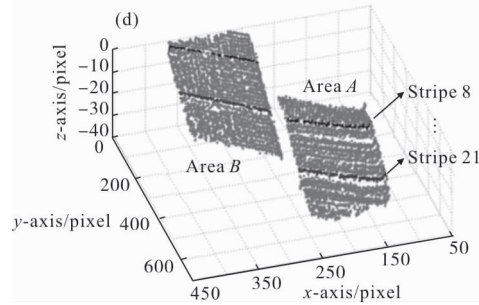 (d)
z-axis/pixel
0
−10
−20
−30
−40
0
200
400
600
y-axis/pixel
450
350
250
150
50
x-axis/pixel
Area A
Area B
Stripe 8
⋮
Stripe 21